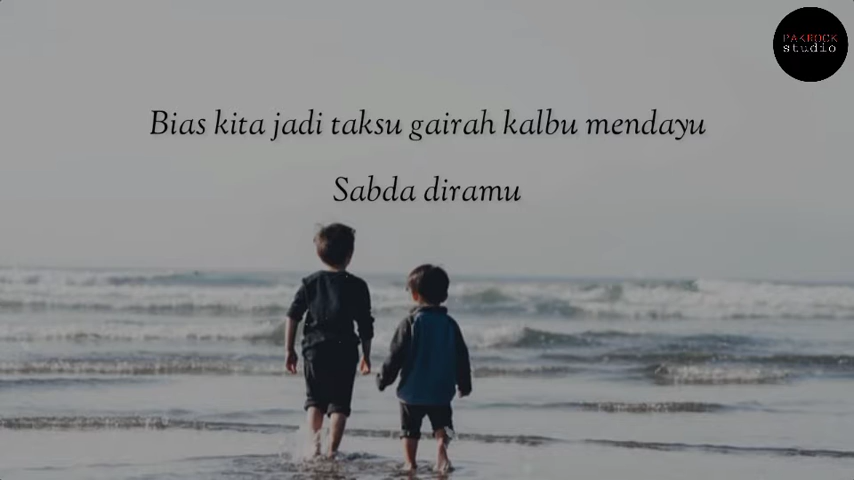 PAKROCK
studio
Bias kita jadi taksu gairah kalbu mendayu
Sabda diramu